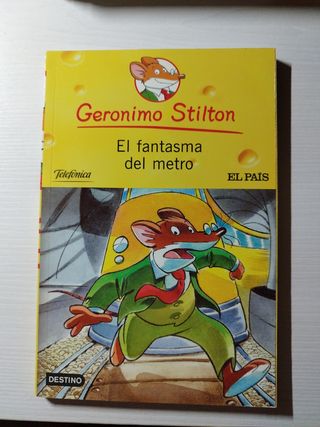 Geronimo Stilton
El fantasma
del metro
Telefónica
EL PAÍS
DESTINO